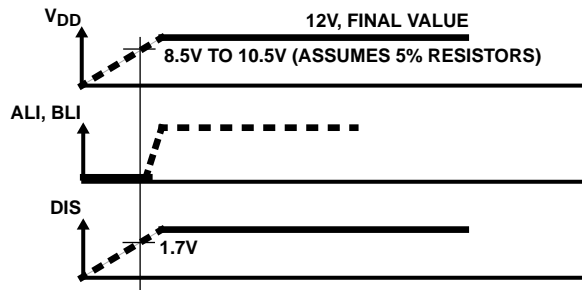 VDD
12V, FINAL VALUE
8.5V TO 10.5V (ASSUMES 5% RESISTORS)
ALI, BLI
DIS
1.7V